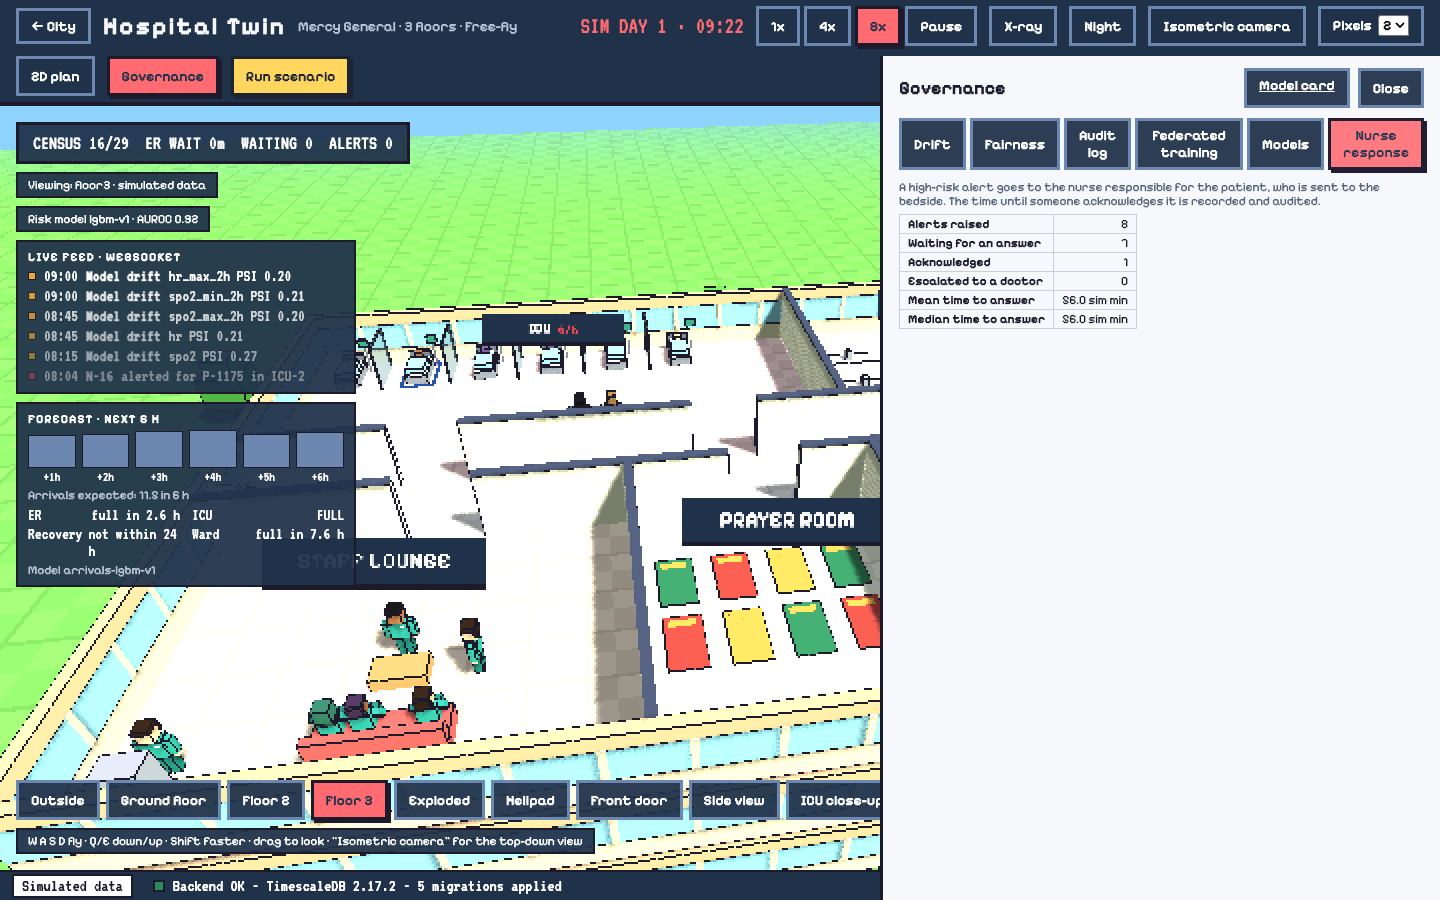 ← City
Hospital Twin
Mercy General · 3 floors · Free-fly
SIM DAY 1 · 09:22
1x
4x
8x
Pause
X-ray
Night
Isometric camera
Pixels 2
2D plan
Governance
Run scenario
CENSUS 16/29 ER WAIT 0m WAITING 0 ALERTS 0
Viewing: floor3 · simulated data
Risk model lgbm-v1 · AUROC 0.92
LIVE FEED · WEBSOCKET
09:00 Model drift hr_max_2h PSI 0.20
09:00 Model drift spo2_min_2h PSI 0.21
08:45 Model drift spo2_max_2h PSI 0.20
08:45 Model drift hr PSI 0.21
08:15 Model drift spo2 PSI 0.27
08:04 N-16 alerted for P-1175 in ICU-2
FORECAST · NEXT 6 H
+1h +2h +3h +4h +5h +6h
Arrivals expected: 11.2 in 6 h
ER full in 2.6 h ICU FULL
Recovery not within 24 h Ward full in 7.6 h
Model arrivals-lgbm-v1
ICU 6/6
STAFF LOUNGE
PRAYER ROOM
Outside
Ground floor
Floor 2
Floor 3
Exploded
Helipad
Front door
Side view
ICU close-up
W A S D fly · Q/E down/up · Shift faster · drag to look · "Isometric camera" for the top-down view
Simulated data
Backend OK - TimescaleDB 2.17.2 - 5 migrations applied
Governance
Model card
Close
Drift
Fairness
Audit log
Federated training
Models
Nurse response
A high-risk alert goes to the nurse responsible for the patient, who is sent to the
bedside. The time until someone acknowledges it is recorded and audited.
Alerts raised 8
Waiting for an answer 7
Acknowledged 1
Escalated to a doctor 0
Mean time to answer 26.0 sim min
Median time to answer 26.0 sim min